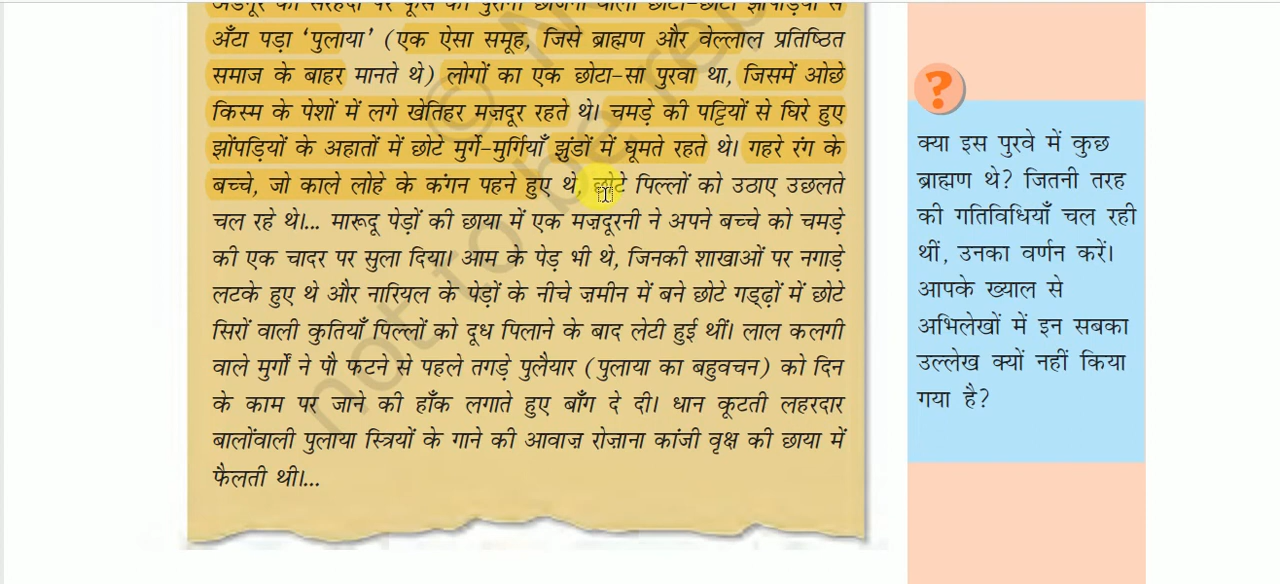 अँटा पड़ा ‘पुलाया’ (एक ऐसा समूह, जिसे ब्राह्मण और वेल्लाल प्रतिष्ठित
समाज के बाहर मानते थे) लोगों का एक छोटा-सा पुरवा था, जिसमें ओछे
किस्म के पेशों में लगे खेतिहर मज़दूर रहते थे। चमड़े की पट्टियों से घिरे हुए
झोंपड़ियों के अहातों में छोटे मुर्गे-मुर्गियाँ झुंडों में घूमते रहते थे। गहरे रंग के
बच्चे, जो काले लोहे के कंगन पहने हुए थे, छोटे पिल्लों को उठाए उछलते
चल रहे थे।... मारूदू पेड़ों की छाया में एक मज़दूरनी ने अपने बच्चे को चमड़े
की एक चादर पर सुला दिया। आम के पेड़ भी थे, जिनकी शाखाओं पर नगाड़े
लटके हुए थे और नारियल के पेड़ों के नीचे ज़मीन में बने छोटे गड्ढ़ों में छोटे
सिरों वाली कुतियाँ पिल्लों को दूध पिलाने के बाद लेटी हुई थीं। लाल कलगी
वाले मुर्गों ने पौ फटने से पहले तगड़े पुलैयार (पुलाया का बहुवचन) को दिन
के काम पर जाने की हाँक लगाते हुए बाँग दे दी। धान कूटती लहरदार
बालोंवाली पुलाया स्त्रियों के गाने की आवाज़ रोज़ाना कांजी वृक्ष की छाया में
फैलती थी।...
?
क्या इस पुरवे में कुछ
ब्राह्मण थे? जितनी तरह
की गतिविधियाँ चल रही
थीं, उनका वर्णन करें।
आपके ख्याल से
अभिलेखों में इन सबका
उल्लेख क्यों नहीं किया
गया है?
not to be rep